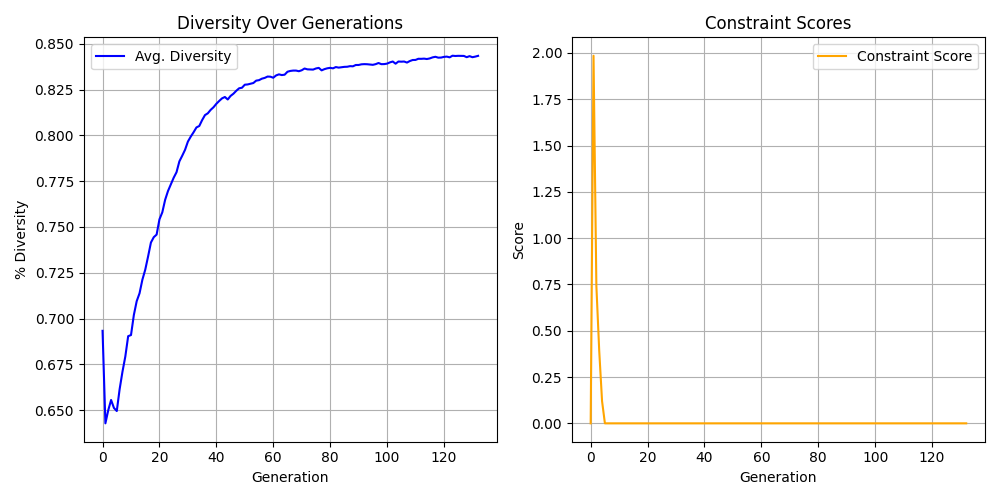 Diversity Over Generations
Avg. Diversity
% Diversity
0.850
0.825
0.800
0.775
0.750
0.725
0.700
0.675
0.650
0 20 40 60 80 100 120
Generation
Constraint Scores
Constraint Score
Score
2.00
1.75
1.50
1.25
1.00
0.75
0.50
0.25
0.00
0 20 40 60 80 100 120
Generation